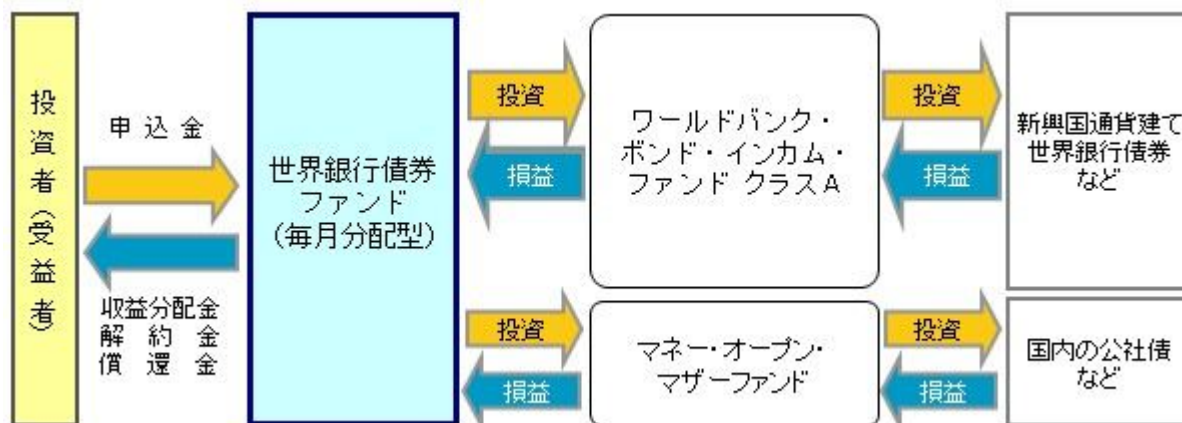 投資者(受益者)
申込金
収益分配金
解約金
償還金
世界銀行債券
ファンド
(毎月分配型)
投資
損益
ワールドバンク・
ボンド・インカム・
ファンド クラスA
投資
損益
新興国通貨建て
世界銀行債券
など
投資
損益
マネー・オープン・
マザーファンド
投資
損益
国内の公社債
など